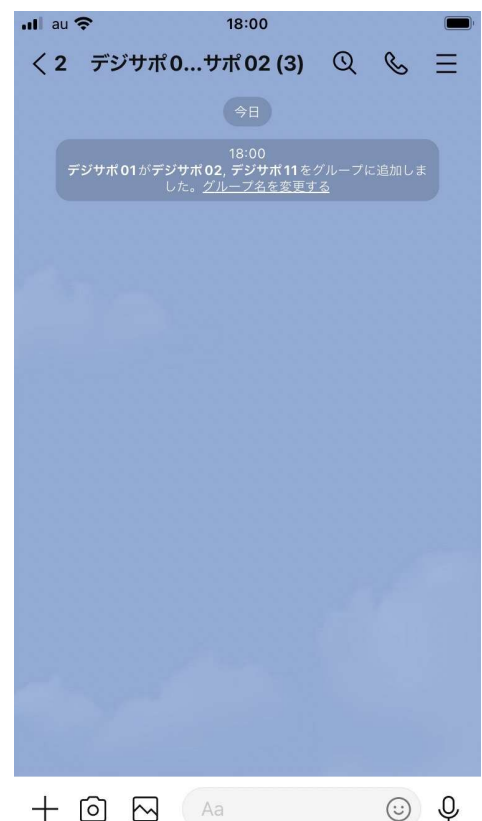 au 18:00
2 デジサポ0...サポ02 (3)
今日
18:00
デジサポ01がデジサポ02, デジサポ11をグループに追加しま
した。グループ名を変更する
Aa